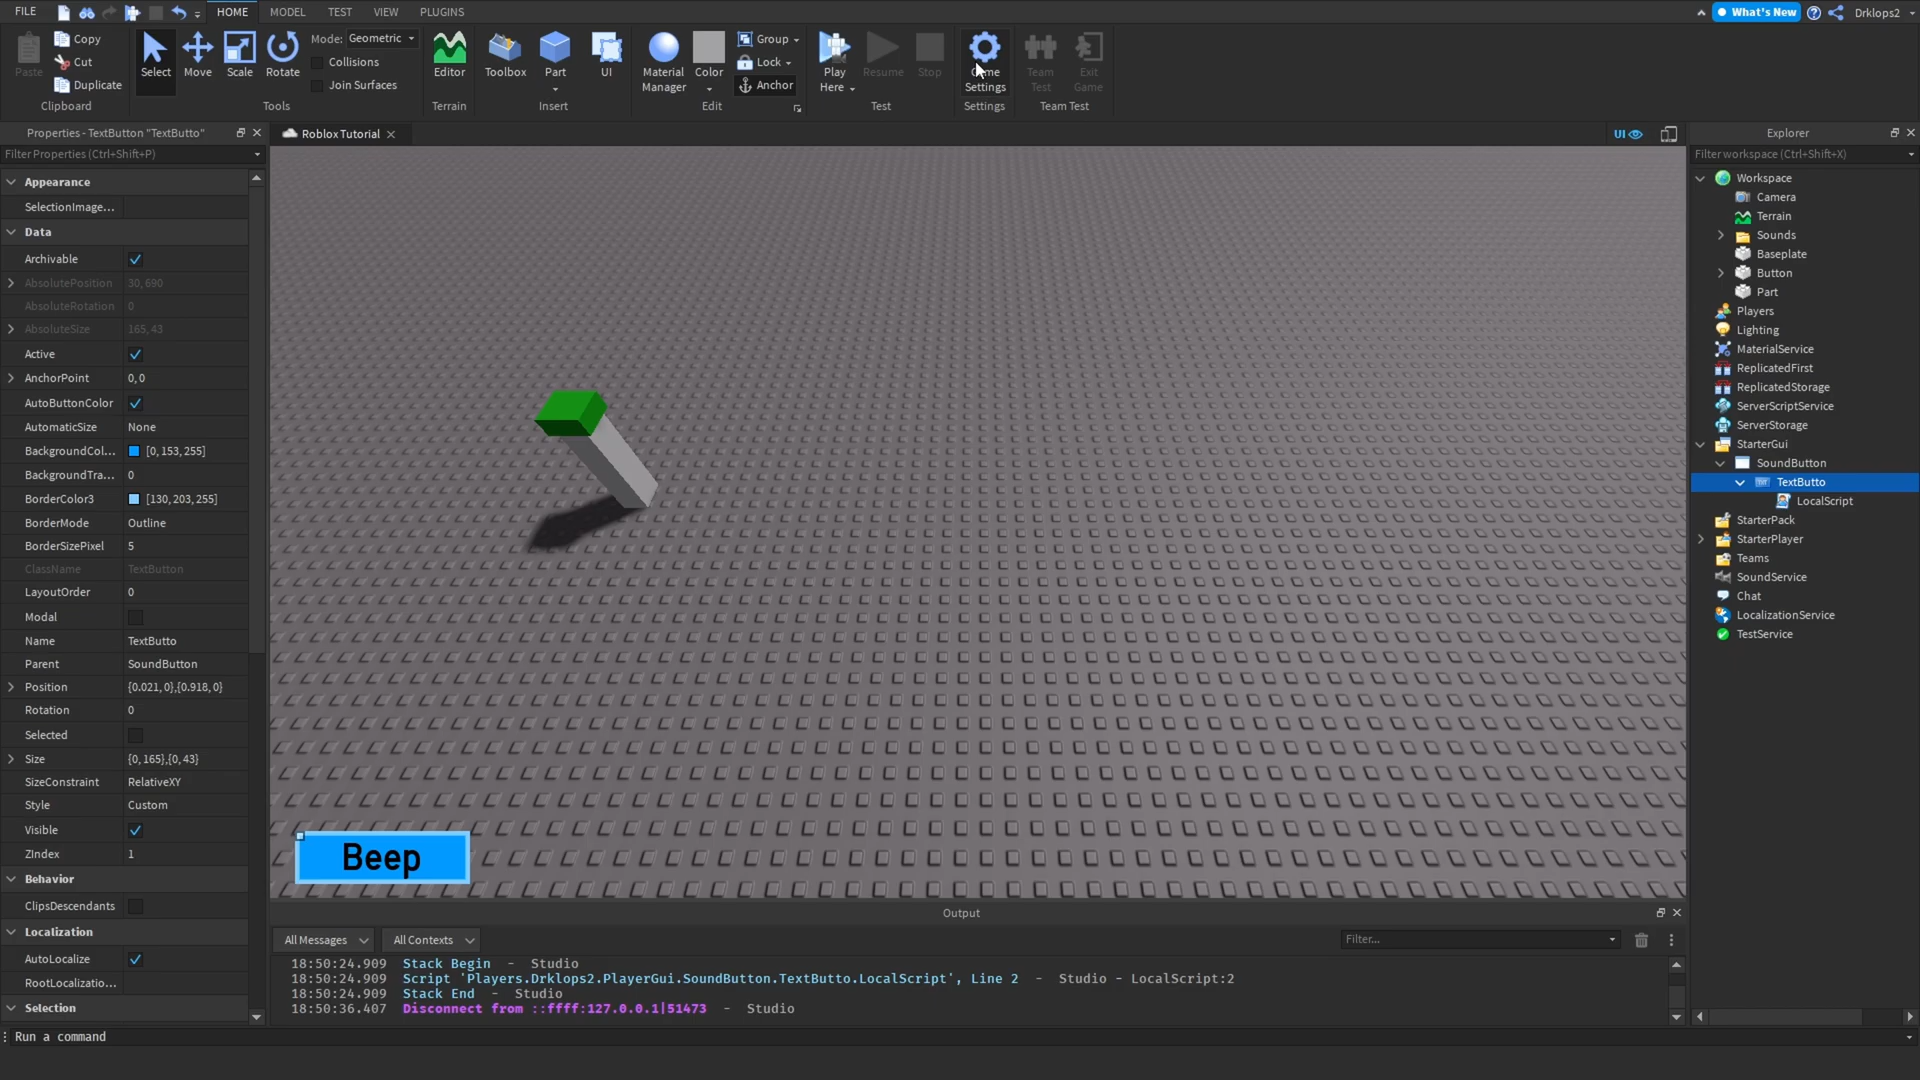 FILE
HOME
MODEL
TEST
VIEW
PLUGINS
What's New
Drklops2
Paste
Copy
Cut
Duplicate
Clipboard
Select
Move
Scale
Rotate
Mode: Geometric
Collisions
Join Surfaces
Tools
Editor
Terrain
Toolbox
Part
UI
Insert
Material Manager
Color
Group
Lock
Anchor
Edit
Play Here
Resume
Stop
Test
Game Settings
Settings
Team Test
Exit Game
Team Test
Properties - TextButton "TextButto"
Filter Properties (Ctrl+Shift+P)
Appearance
SelectionImage...
Data
Archivable
AbsolutePosition 30, 690
AbsoluteRotation 0
AbsoluteSize 165, 43
Active
AnchorPoint 0, 0
AutoButtonColor
AutomaticSize None
BackgroundCol... [0, 153, 255]
BackgroundTra... 0
BorderColor3 [130, 203, 255]
BorderMode Outline
BorderSizePixel 5
ClassName TextButton
LayoutOrder 0
Modal
Name TextButto
Parent SoundButton
Position {0.021, 0},{0.918, 0}
Rotation 0
Selected
Size {0, 165},{0, 43}
SizeConstraint RelativeXY
Style Custom
Visible
ZIndex 1
Behavior
ClipsDescendants
Localization
AutoLocalize
RootLocalizatio...
Selection
Roblox Tutorial
UI
Beep
Output
All Messages
All Contexts
Filter...
18:50:24.909 Stack Begin - Studio
18:50:24.909 Script 'Players.Drklops2.PlayerGui.SoundButton.TextButto.LocalScript', Line 2 - Studio - LocalScript:2
18:50:24.909 Stack End - Studio
18:50:36.407 Disconnect from ::ffff:127.0.0.1|51473 - Studio
Explorer
Filter workspace (Ctrl+Shift+X)
Workspace
Camera
Terrain
Sounds
Baseplate
Button
Part
Players
Lighting
MaterialService
ReplicatedFirst
ReplicatedStorage
ServerScriptService
ServerStorage
StarterGui
SoundButton
TextButto
LocalScript
StarterPack
StarterPlayer
Teams
SoundService
Chat
LocalizationService
TestService
Run a command